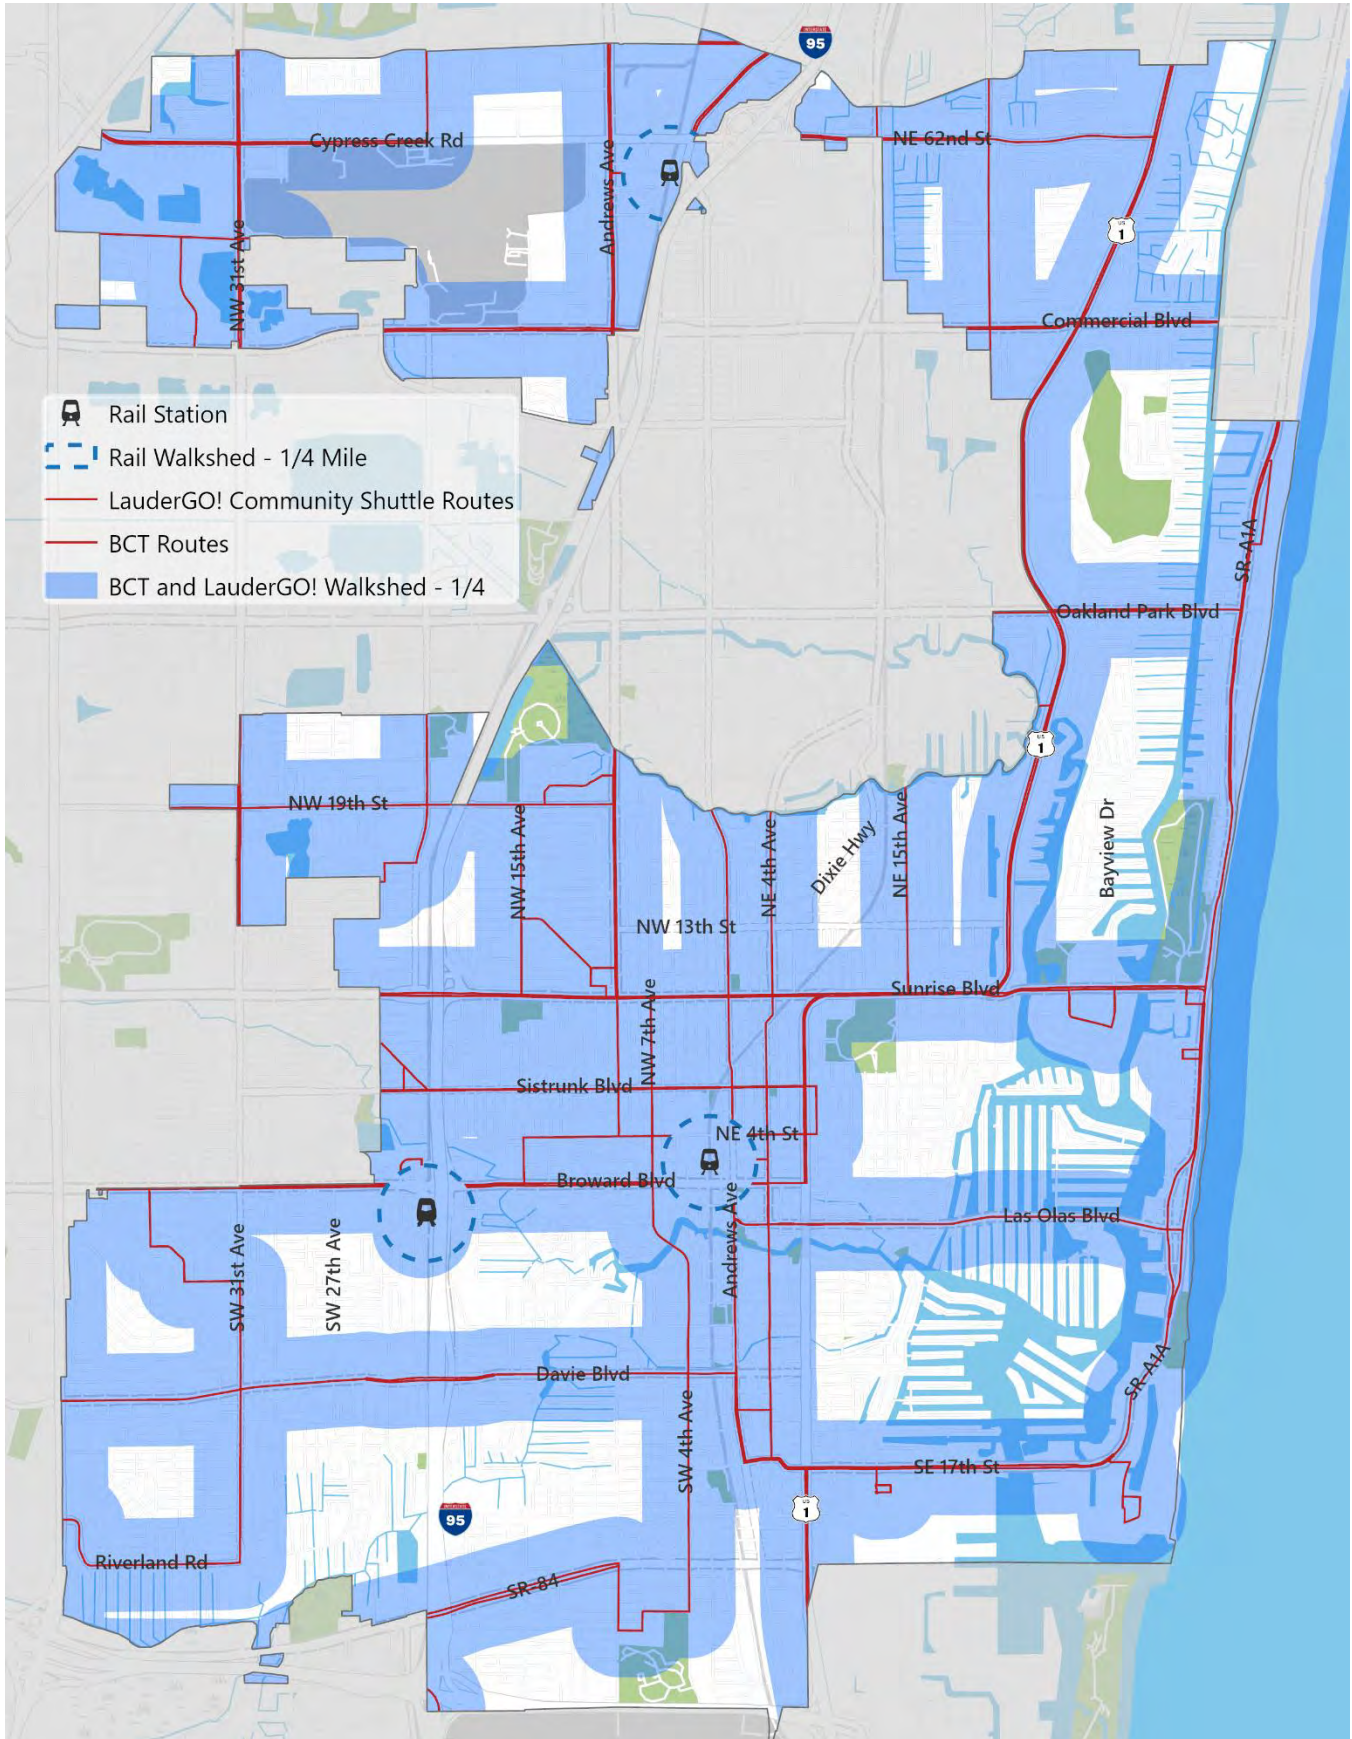 INTERSTATE
95
Cypress Creek Rd
NE 62nd St
Andrews Ave
NW 31st Ave
US
1
Commercial Blvd
Rail Station
Rail Walkshed - 1/4 Mile
LauderGO! Community Shuttle Routes
BCT Routes
BCT and LauderGO! Walkshed - 1/4
SR-A1A
Oakland Park Blvd
US
1
NW 19th St
NW 15th Ave
NE 4th Ave
Dixie Hwy
NE 15th Ave
Bayview Dr
NW 13th St
Sunrise Blvd
NW 7th Ave
Sistrunk Blvd
NE 4th St
Broward Blvd
Las Olas Blvd
Andrews Ave
SW 31st Ave
SW 27th Ave
Davie Blvd
SR-A1A
SW 4th Ave
SE 17th St
INTERSTATE
95
US
1
Riverland Rd
SR-84